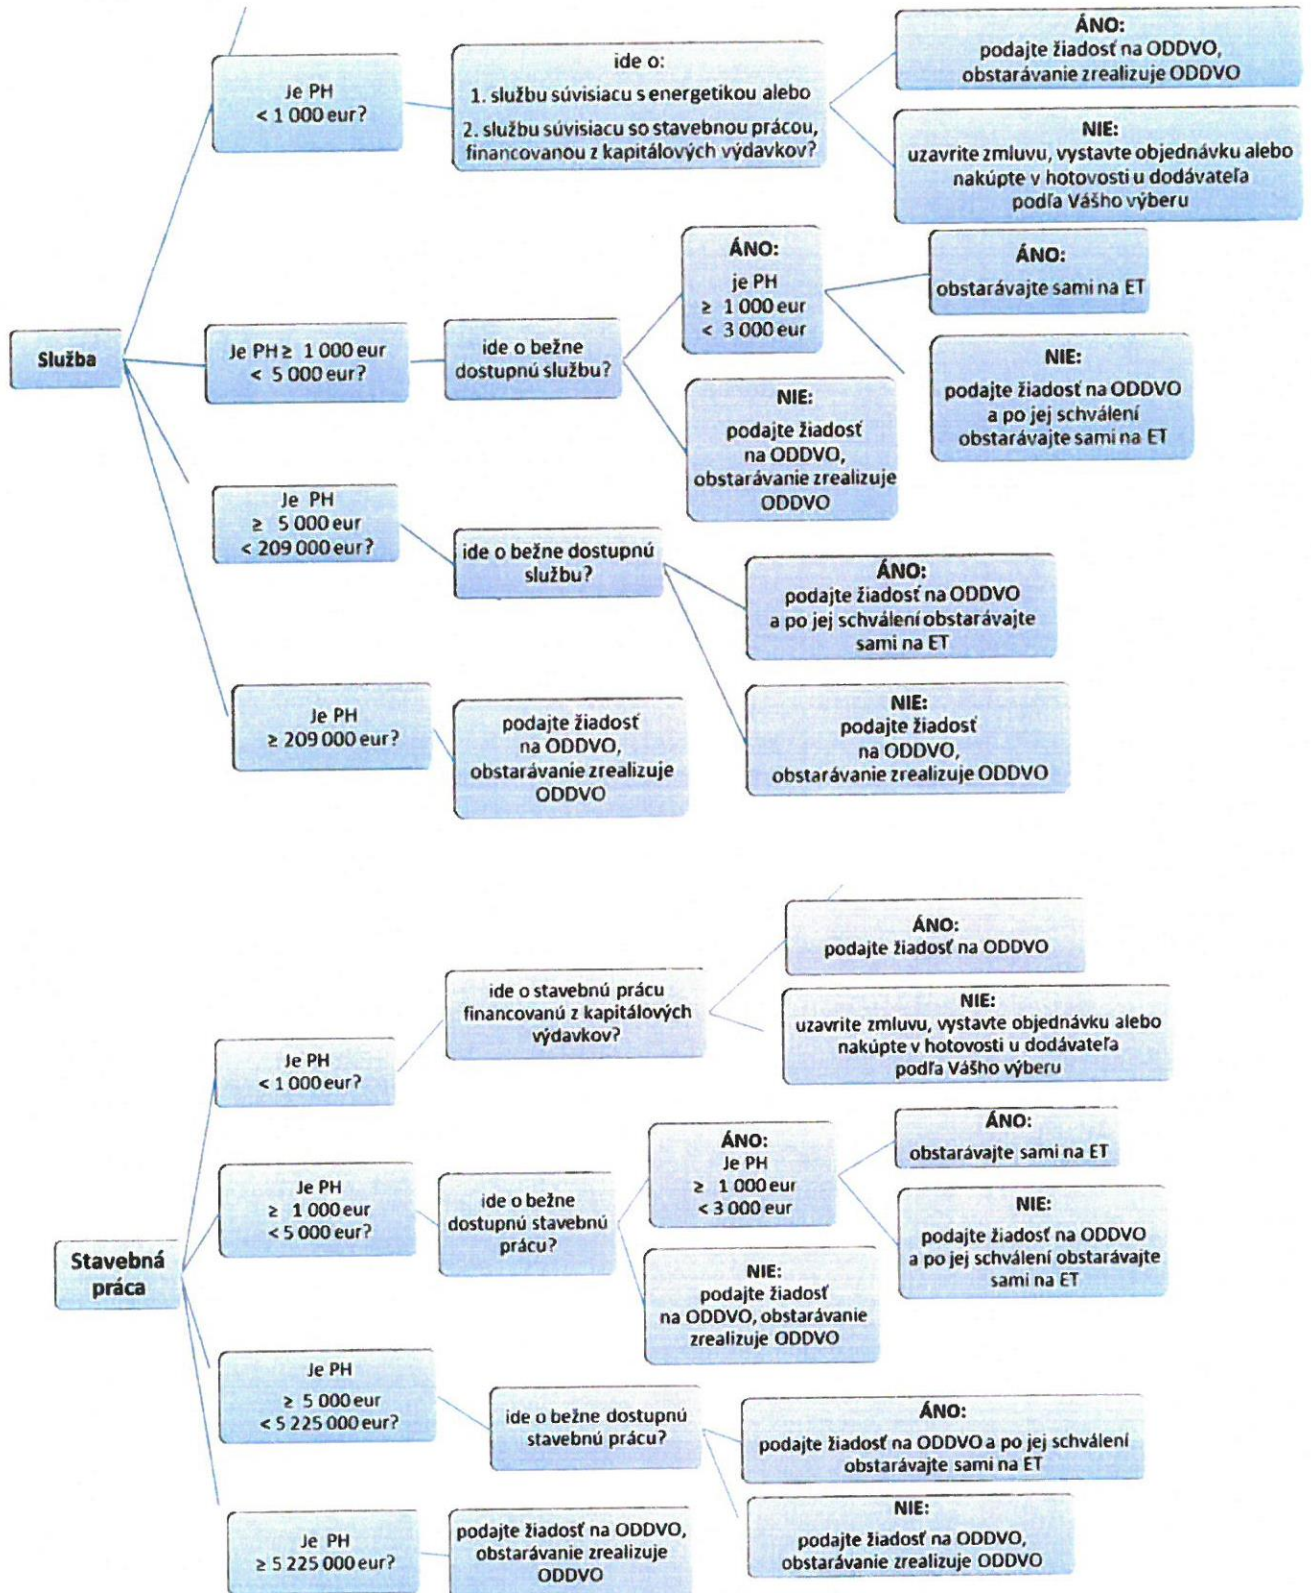 Služba
Je PH
< 1 000 eur?
ide o:
1. službu súvisiacu s energetikou alebo
2. službu súvisiacu so stavebnou prácou,
financovanou z kapitálových výdavkov?
ÁNO:
podajte žiadosť na ODDVO,
obstarávanie zrealizuje ODDVO
NIE:
uzavrite zmluvu, vystavte objednávku alebo
nakúpte v hotovosti u dodávateľa
podľa Vášho výberu
Je PH ≥ 1 000 eur
< 5 000 eur?
ide o bežne
dostupnú službu?
ÁNO:
je PH
≥ 1 000 eur
< 3 000 eur
ÁNO:
obstarávajte sami na ET
NIE:
podajte žiadosť na ODDVO
a po jej schválení
obstarávajte sami na ET
NIE:
podajte žiadosť
na ODDVO,
obstarávanie zrealizuje
ODDVO
Je PH
≥ 5 000 eur
< 209 000 eur?
ide o bežne dostupnú
službu?
ÁNO:
podajte žiadosť na ODDVO
a po jej schválení obstarávajte
sami na ET
NIE:
podajte žiadosť
na ODDVO,
obstarávanie zrealizuje ODDVO
Je PH
≥ 209 000 eur?
podajte žiadosť
na ODDVO,
obstarávanie zrealizuje
ODDVO
Stavebná
práca
Je PH
< 1 000 eur?
ide o stavebnú prácu
financovanú z kapitálových
výdavkov?
ÁNO:
podajte žiadosť na ODDVO
NIE:
uzavrite zmluvu, vystavte objednávku alebo
nakúpte v hotovosti u dodávateľa
podľa Vášho výberu
Je PH
≥ 1 000 eur
< 5 000 eur?
ide o bežne
dostupnú stavebnú
prácu?
ÁNO:
Je PH
≥ 1 000 eur
< 3 000 eur
ÁNO:
obstarávajte sami na ET
NIE:
podajte žiadosť na ODDVO
a po jej schválení obstarávajte
sami na ET
NIE:
podajte žiadosť
na ODDVO, obstarávanie
zrealizuje ODDVO
Je PH
≥ 5 000 eur
< 5 225 000 eur?
ide o bežne dostupnú
stavebnú prácu?
ÁNO:
podajte žiadosť na ODDVO a po jej schválení
obstarávajte sami na ET
NIE:
podajte žiadosť na ODDVO,
obstarávanie zrealizuje ODDVO
Je PH
≥ 5 225 000 eur?
podajte žiadosť na ODDVO,
obstarávanie zrealizuje
ODDVO